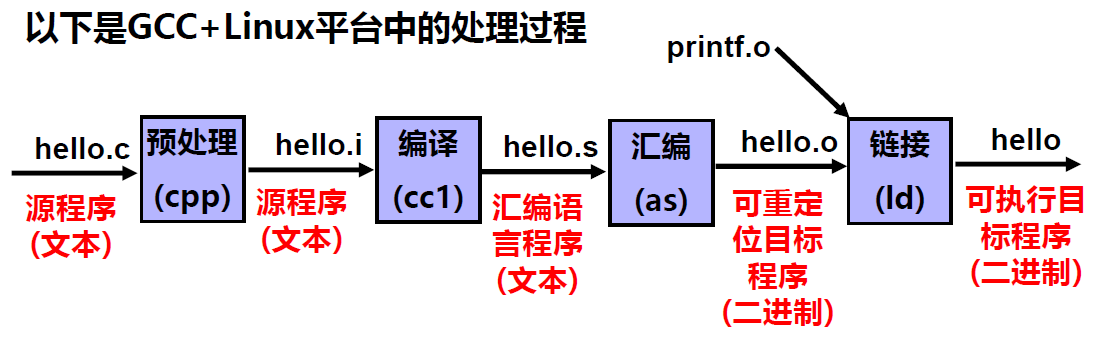 以下是GCC+Linux平台中的处理过程
printf.o
hello.c
预处理
(cpp)
hello.i
编译
(cc1)
hello.s
汇编
(as)
hello.o
链接
(ld)
hello
源程序
(文本)
源程序
(文本)
汇编语
言程序
(文本)
可重定
位目标
程序
(二进制)
可执行目
标程序
(二进制)